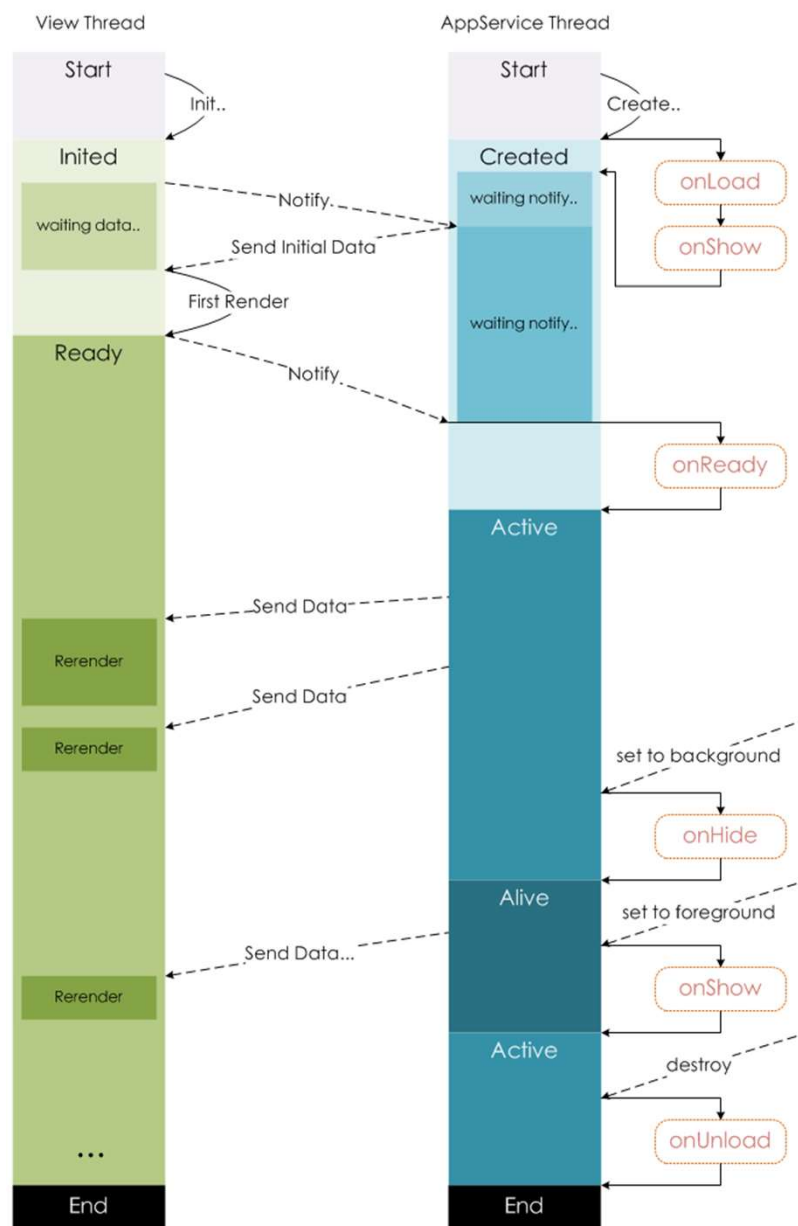 View Thread
AppService Thread
Start
Start
Init..
Create..
Inited
Created
onLoad
waiting notify..
Notify.
waiting data..
Send Initial Data
onShow
First Render
waiting notify..
Ready
Notify
onReady
Active
Send Data
Rerender
Send Data
Rerender
set to background
onHide
Alive
set to foreground
Send Data...
Rerender
onShow
Active
destroy
onUnload
...
End
End